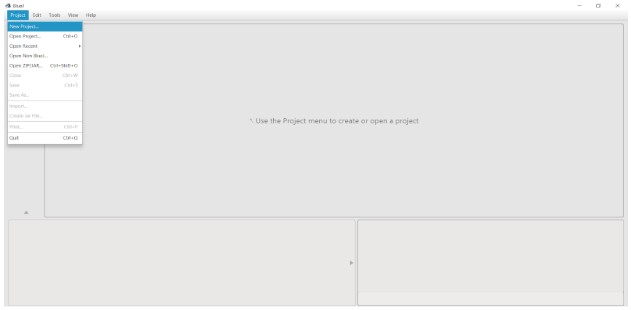 BlueJ
Project Edit Tools View Help
New Project...
Open Project... Ctrl+O
Open Recent
Open Non BlueJ...
Open ZIP/JAR... Ctrl+Shift+O
Close Ctrl+W
Save Ctrl+S
Save As...
Import...
Create Jar File...
Print... Ctrl+P
Quit Ctrl+Q
^ Use the Project menu to create or open a project